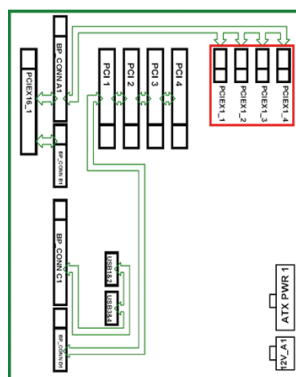 PCIEX16_1
BP_CONN A1
BP_CONN B1
PCI 1
PCI 2
PCI 3
PCI 4
PCIEX1_1
PCIEX1_2
PCIEX1_3
PCIEX1_4
BP_CONN C1
BP_CONN D1
USB1&2
USB3&4
ATX PWR 1
12V_A1